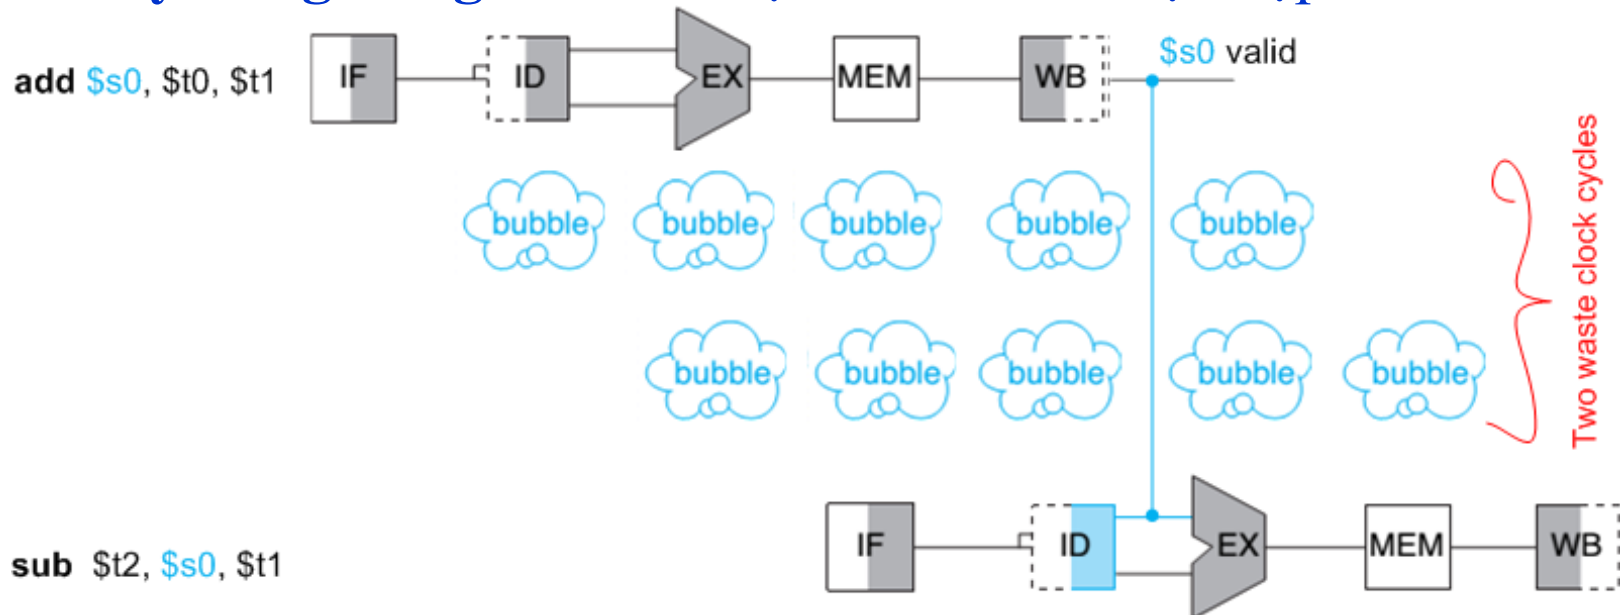 add $s0, $t0, $t1
IF
ID
EX
MEM
WB
$s0 valid
bubble bubble bubble bubble bubble
bubble bubble bubble bubble bubble
Two waste clock cycles
sub $t2, $s0, $t1
IF
ID
EX
MEM
WB